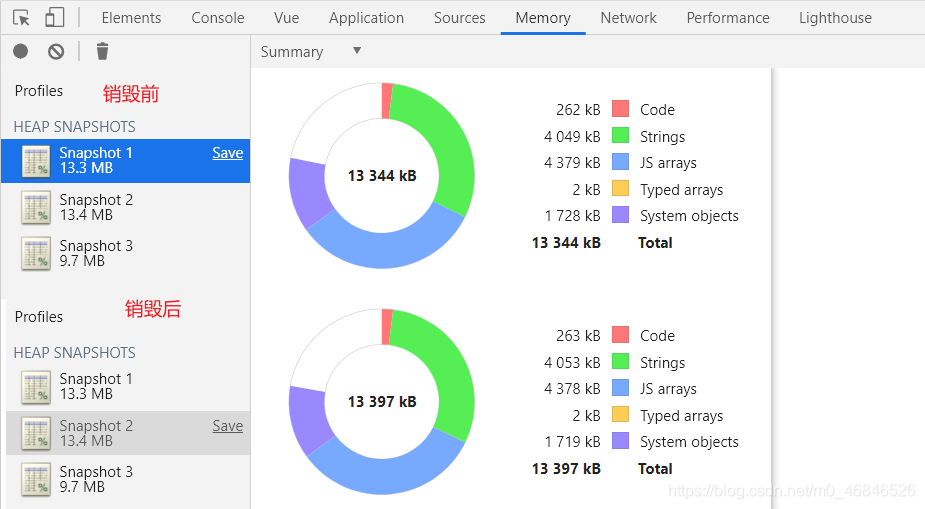 Elements Console Vue Application Sources Memory Network Performance Lighthouse
Summary ▼
Profiles
销毁前
HEAP SNAPSHOTS
Snapshot 1 Save
13.3 MB
Snapshot 2
13.4 MB
Snapshot 3
9.7 MB
13 344 kB
262 kB Code
4 049 kB Strings
4 379 kB JS arrays
2 kB Typed arrays
1 728 kB System objects
13 344 kB Total
Profiles
销毁后
HEAP SNAPSHOTS
Snapshot 1
13.3 MB
Snapshot 2 Save
13.4 MB
Snapshot 3
9.7 MB
13 397 kB
263 kB Code
4 053 kB Strings
4 378 kB JS arrays
2 kB Typed arrays
1 719 kB System objects
13 397 kB Total
https://blog.csdn.net/m0_46846526